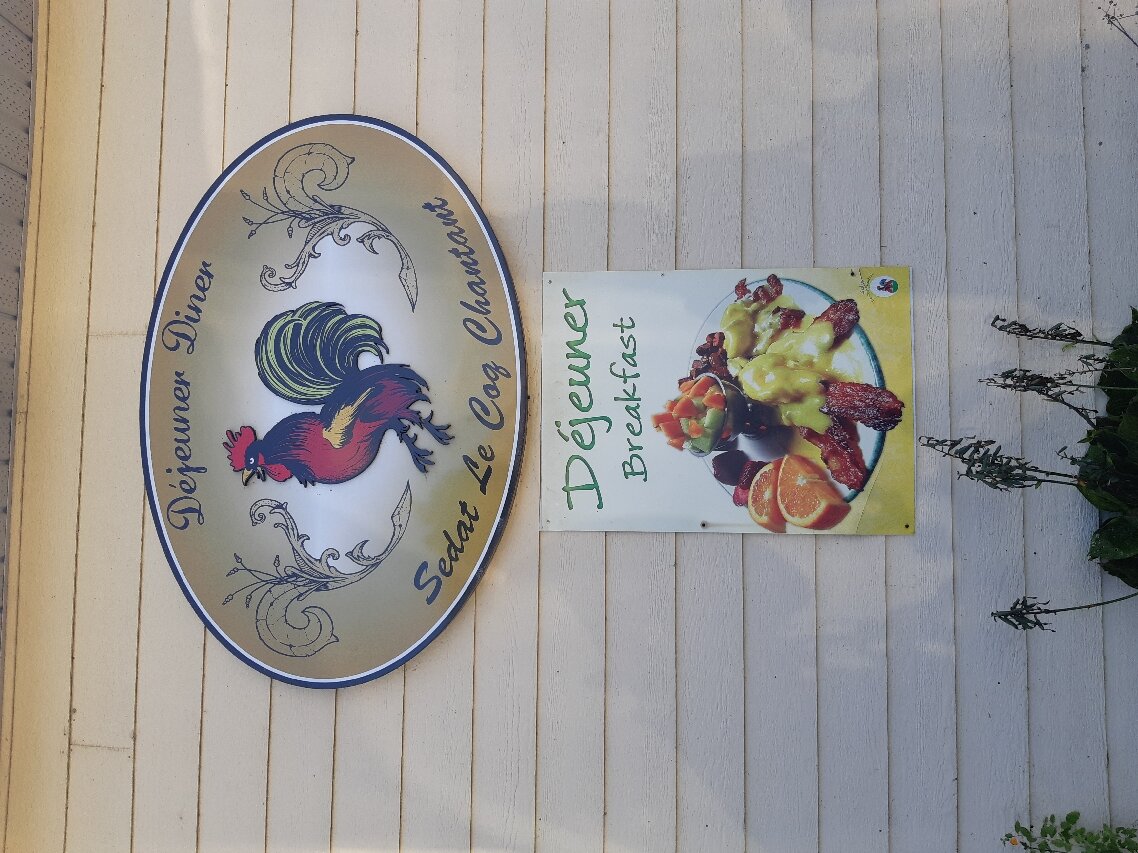 Déjeuner Diner
Sedat Le Coq Chantant
Déjeuner
Breakfast